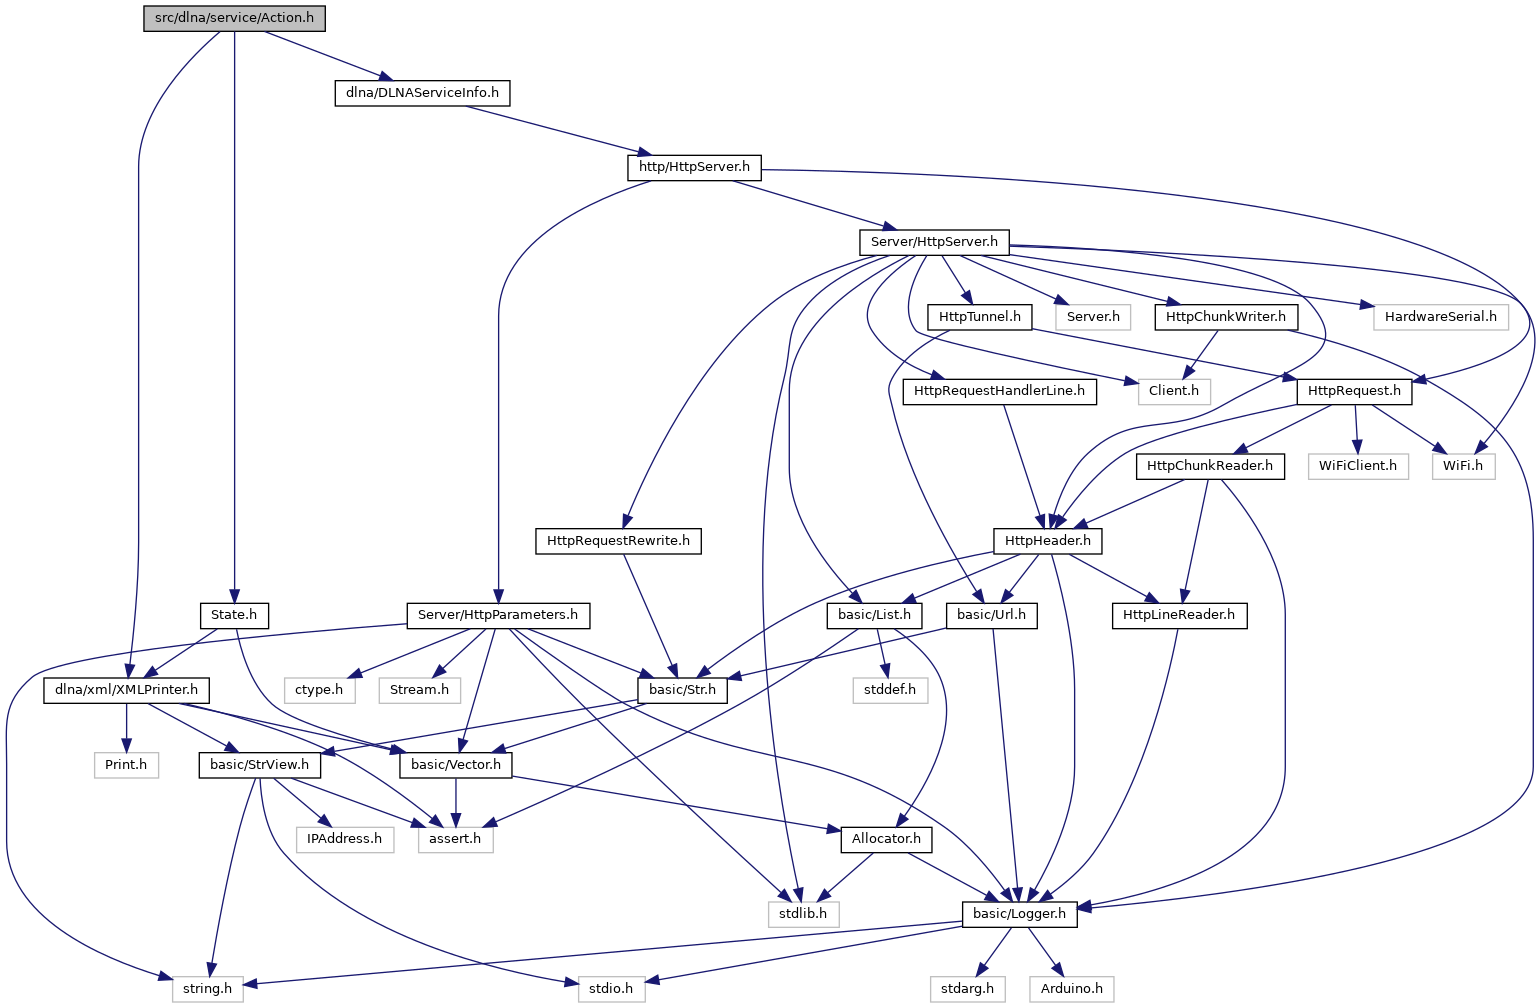 src/dlna/service/Action.h
dlna/DLNAServiceInfo.h
http/HttpServer.h
Server/HttpServer.h
HttpTunnel.h
Server.h
HttpChunkWriter.h
HardwareSerial.h
HttpRequestHandlerLine.h
Client.h
HttpRequest.h
HttpChunkReader.h
WiFiClient.h
WiFi.h
HttpRequestRewrite.h
HttpHeader.h
State.h
Server/HttpParameters.h
basic/List.h
basic/Url.h
HttpLineReader.h
dlna/xml/XMLPrinter.h
ctype.h
Stream.h
basic/Str.h
stddef.h
Print.h
basic/StrView.h
basic/Vector.h
IPAddress.h
assert.h
Allocator.h
stdlib.h
basic/Logger.h
string.h
stdio.h
stdarg.h
Arduino.h